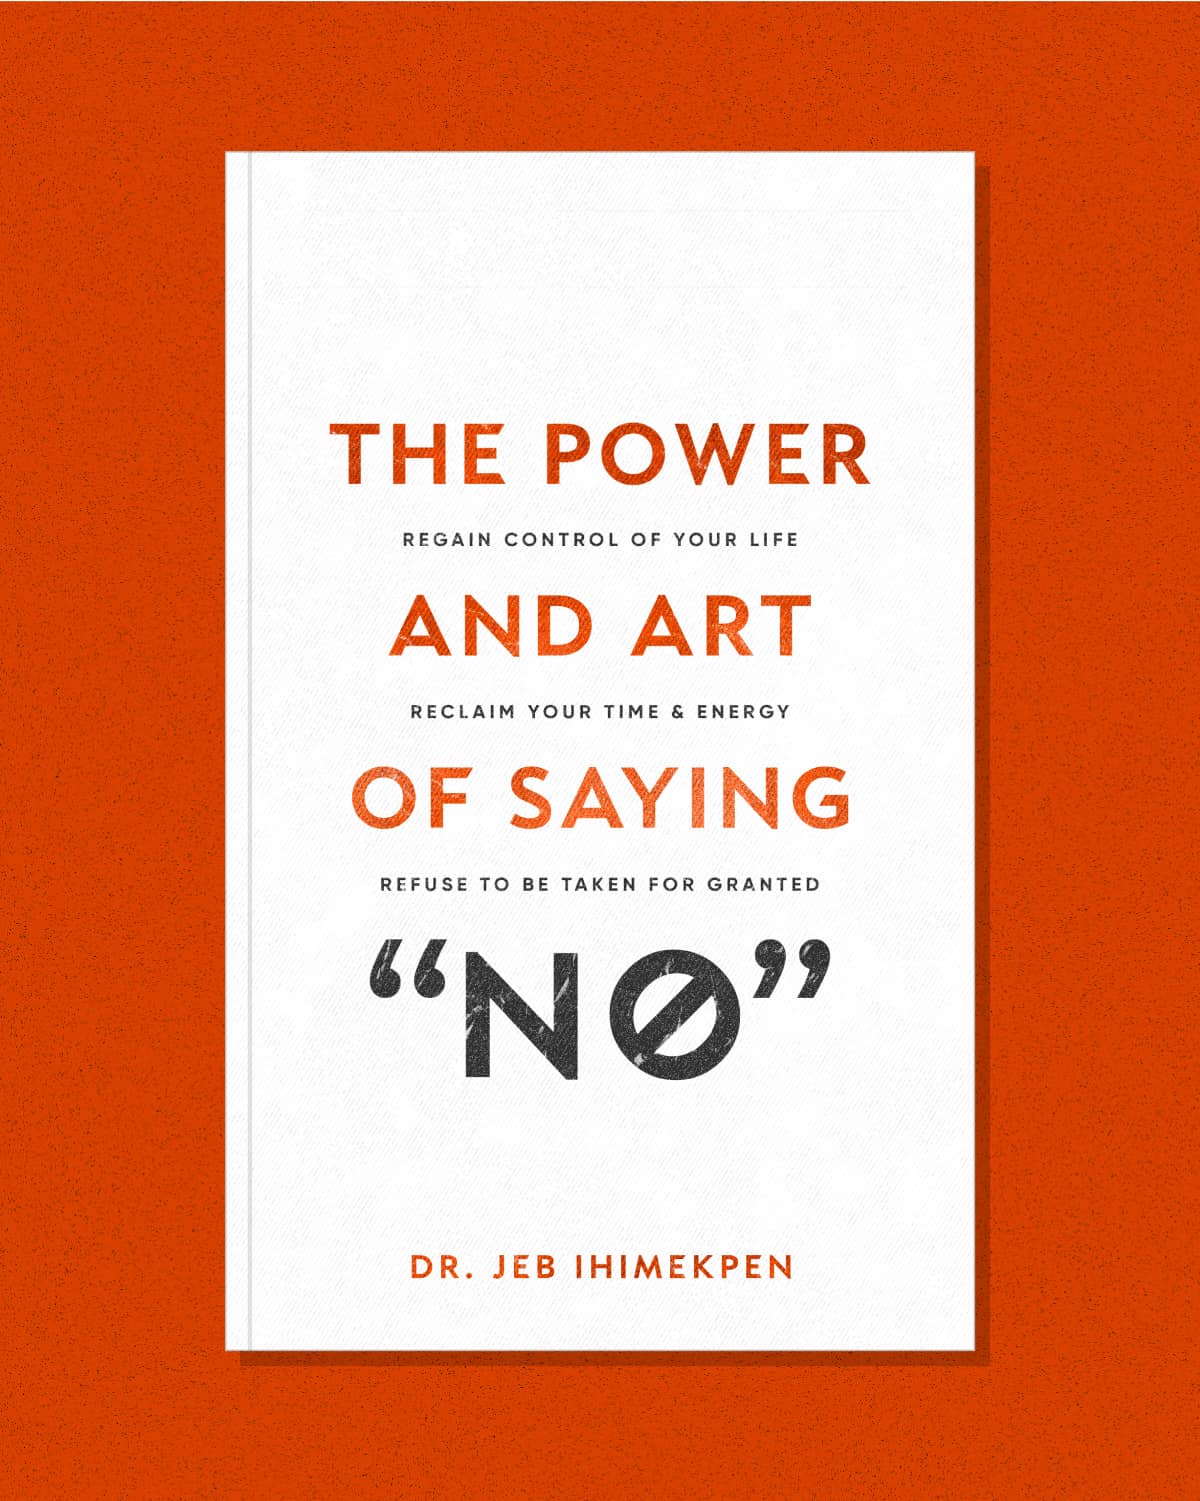 THE POWER
REGAIN CONTROL OF YOUR LIFE
AND ART
RECLAIM YOUR TIME & ENERGY
OF SAYING
REFUSE TO BE TAKEN FOR GRANTED
“NO”
DR. JEB IHIMEKPEN